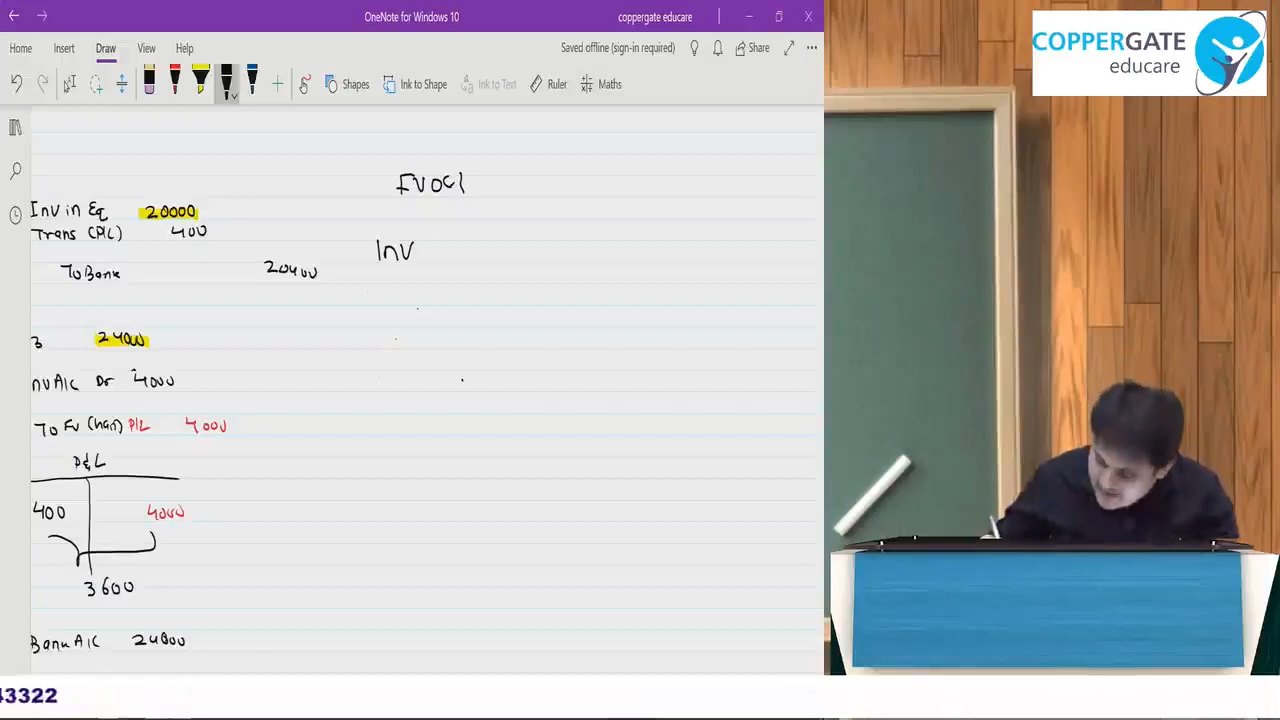 OneNote for Windows 10
coppergate educare
Home Insert Draw View Help
Saved offline (sign-in required)
Share
Shapes
Ink to Shape
Ink to Text
Ruler
Maths
COPPERGATE
educare
FVOCI
Inv in Eq 20000
Trans (P/L) 400
Inv
To Bank 20400
3 24000
nv A/c Dr 4000
To FV (Chan) P/L 4000
P&L
400 4000
3600
Bank A/c
43322